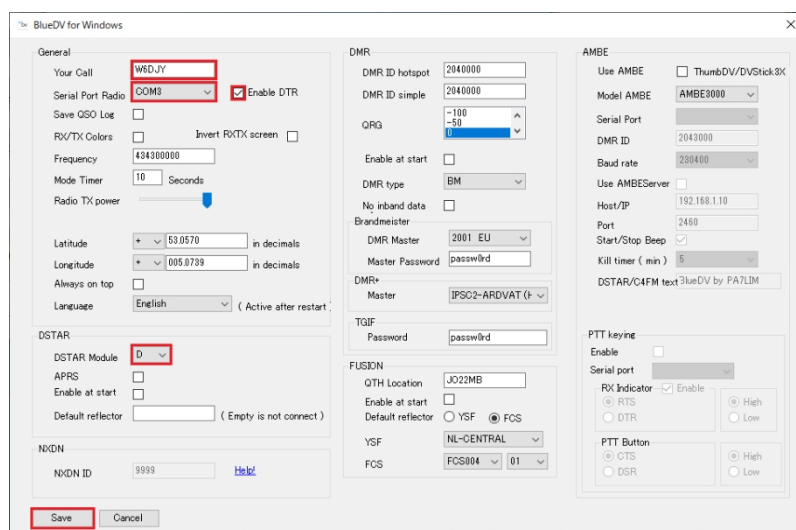 BlueDV for Windows
General
Your Call W6DJY
Serial Port Radio COM3 Enable DTR
Save QSO Log
RX/TX Colors Invert RXTX screen
Frequency 434300000
Mode Timer 10 Seconds
Radio TX power
Latitude + 53.0570 in decimals
Longitude + 005.0739 in decimals
Always on top
Language English ( Active after restart
DSTAR
DSTAR Module D
APRS
Enable at start
Default reflector ( Empty is not connect )
NXDN
NXDN ID 9999 Help!
Save Cancel
DMR
DMR ID hotspot 2040000
DMR ID simple 2040000
QRG -100
-50
0
Enable at start
DMR type BM
No inband data
Brandmeister
DMR Master 2001 EU
Master Password passw0rd
DMR+
Master IPSC2-ARDVAT (H
TGIF
Password passw0rd
FUSION
QTH Location JO22MB
Enable at start
Default reflector YSF FCS
YSF NL-CENTRAL
FCS FCS004 01
AMBE
Use AMBE ThumbDV/DVStick3X
Model AMBE AMBE3000
Serial Port
DMR ID 2043000
Baud rate 230400
Use AMBEServer
Host/IP 192.168.1.10
Port 2460
Start/Stop Beep
Kill timer ( min ) 5
DSTAR/C4FM text BlueDV by PA7LIM
PTT keying
Enable
Serial port
RX Indicator Enable
RTS High
DTR Low
PTT Button
CTS High
DSR Low